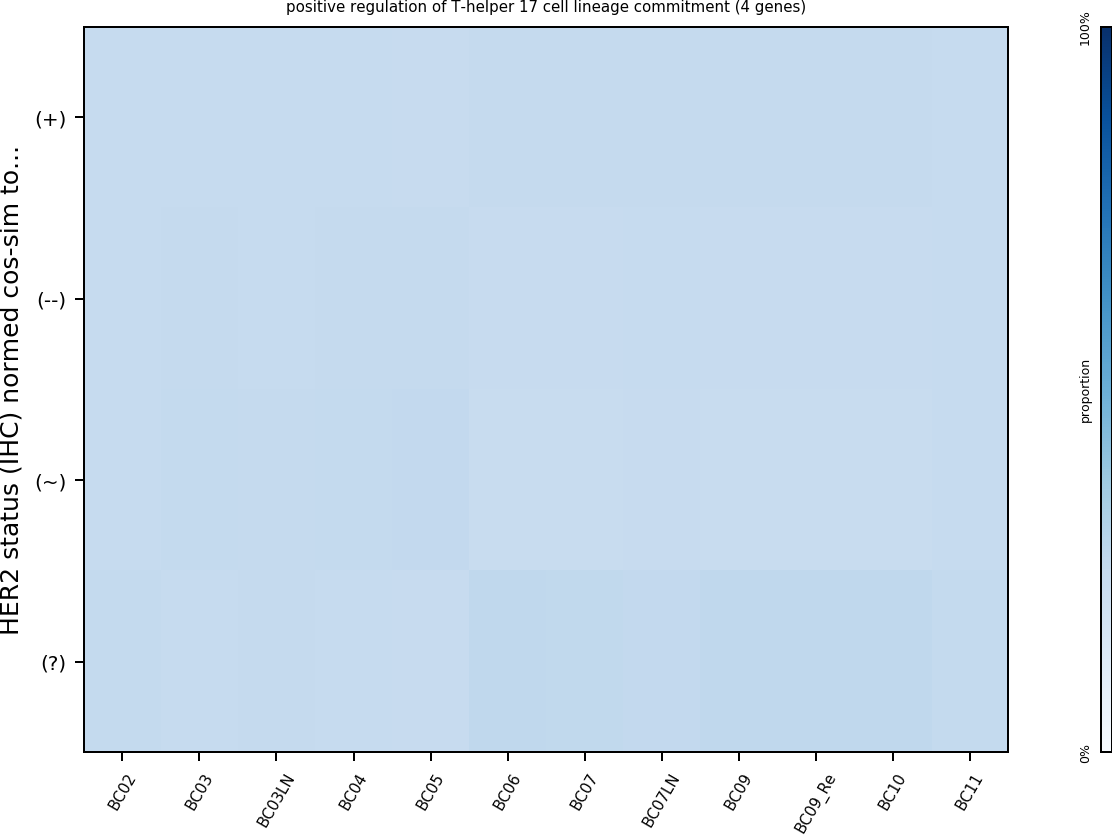 positive regulation of T-helper 17 cell lineage commitment (4 genes)
HER2 status (IHC) normed cos-sim to...
(+)
(--)
(~)
(?)
BC02
BC03
BC03LN
BC04
BC05
BC06
BC07
BC07LN
BC09
BC09_Re
BC10
BC11
100%
proportion
0%